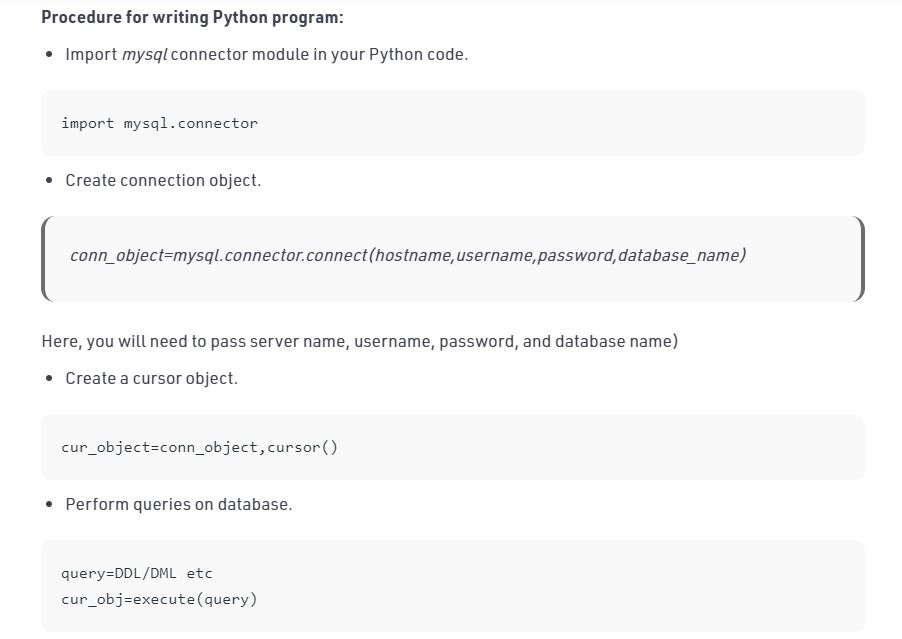 Procedure for writing Python program:
• Import mysql connector module in your Python code.
import mysql.connector
• Create connection object.
conn_object=mysql.connector.connect(hostname,username,password,database_name)
Here, you will need to pass server name, username, password, and database name)
• Create a cursor object.
cur_object=conn_object,cursor()
• Perform queries on database.
query=DDL/DML etc
cur_obj=execute(query)